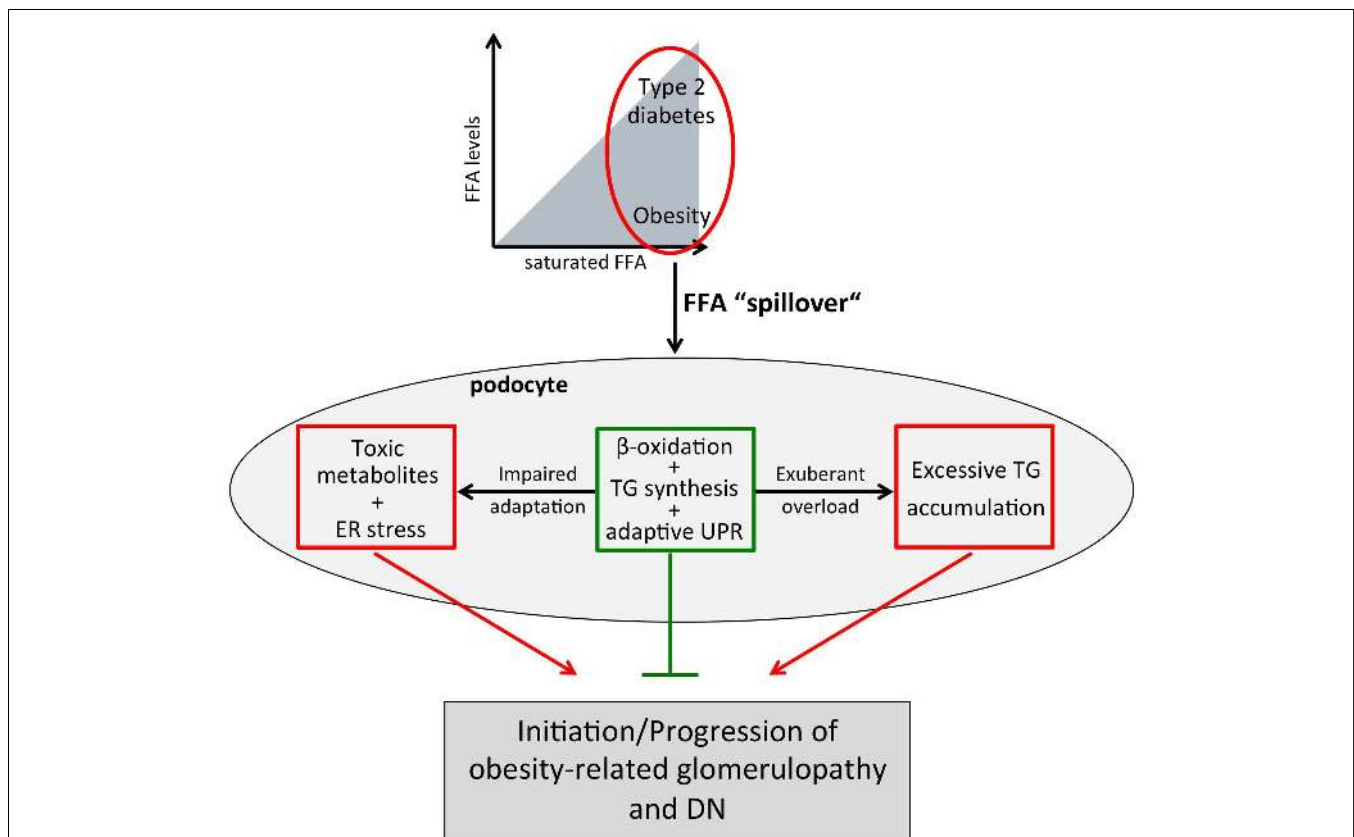 FFA levels
Type 2
diabetes
Obesity
saturated FFA
FFA “spillover“
podocyte
Toxic
metabolites
+
ER stress
Impaired
adaptation
β-oxidation
+
TG synthesis
+
adaptive UPR
Exuberant
overload
Excessive TG
accumulation
Initiation/Progression of
obesity-related glomerulopathy
and DN